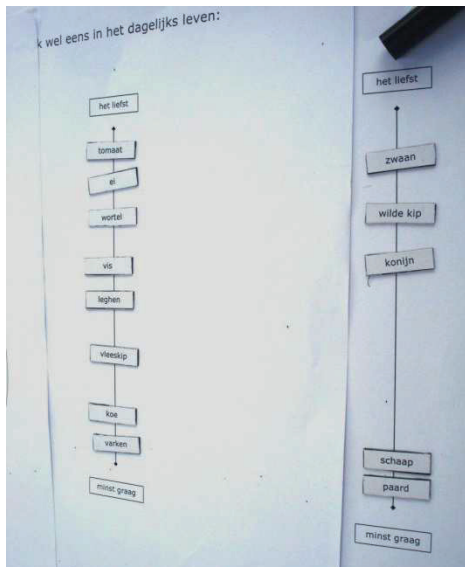 k wel eens in het dagelijks leven:
het liefst
tomaat
ei
wortel
vis
leghen
vleeskip
koe
varken
minst graag
het liefst
zwaan
wilde kip
konijn
schaap
paard
minst graag